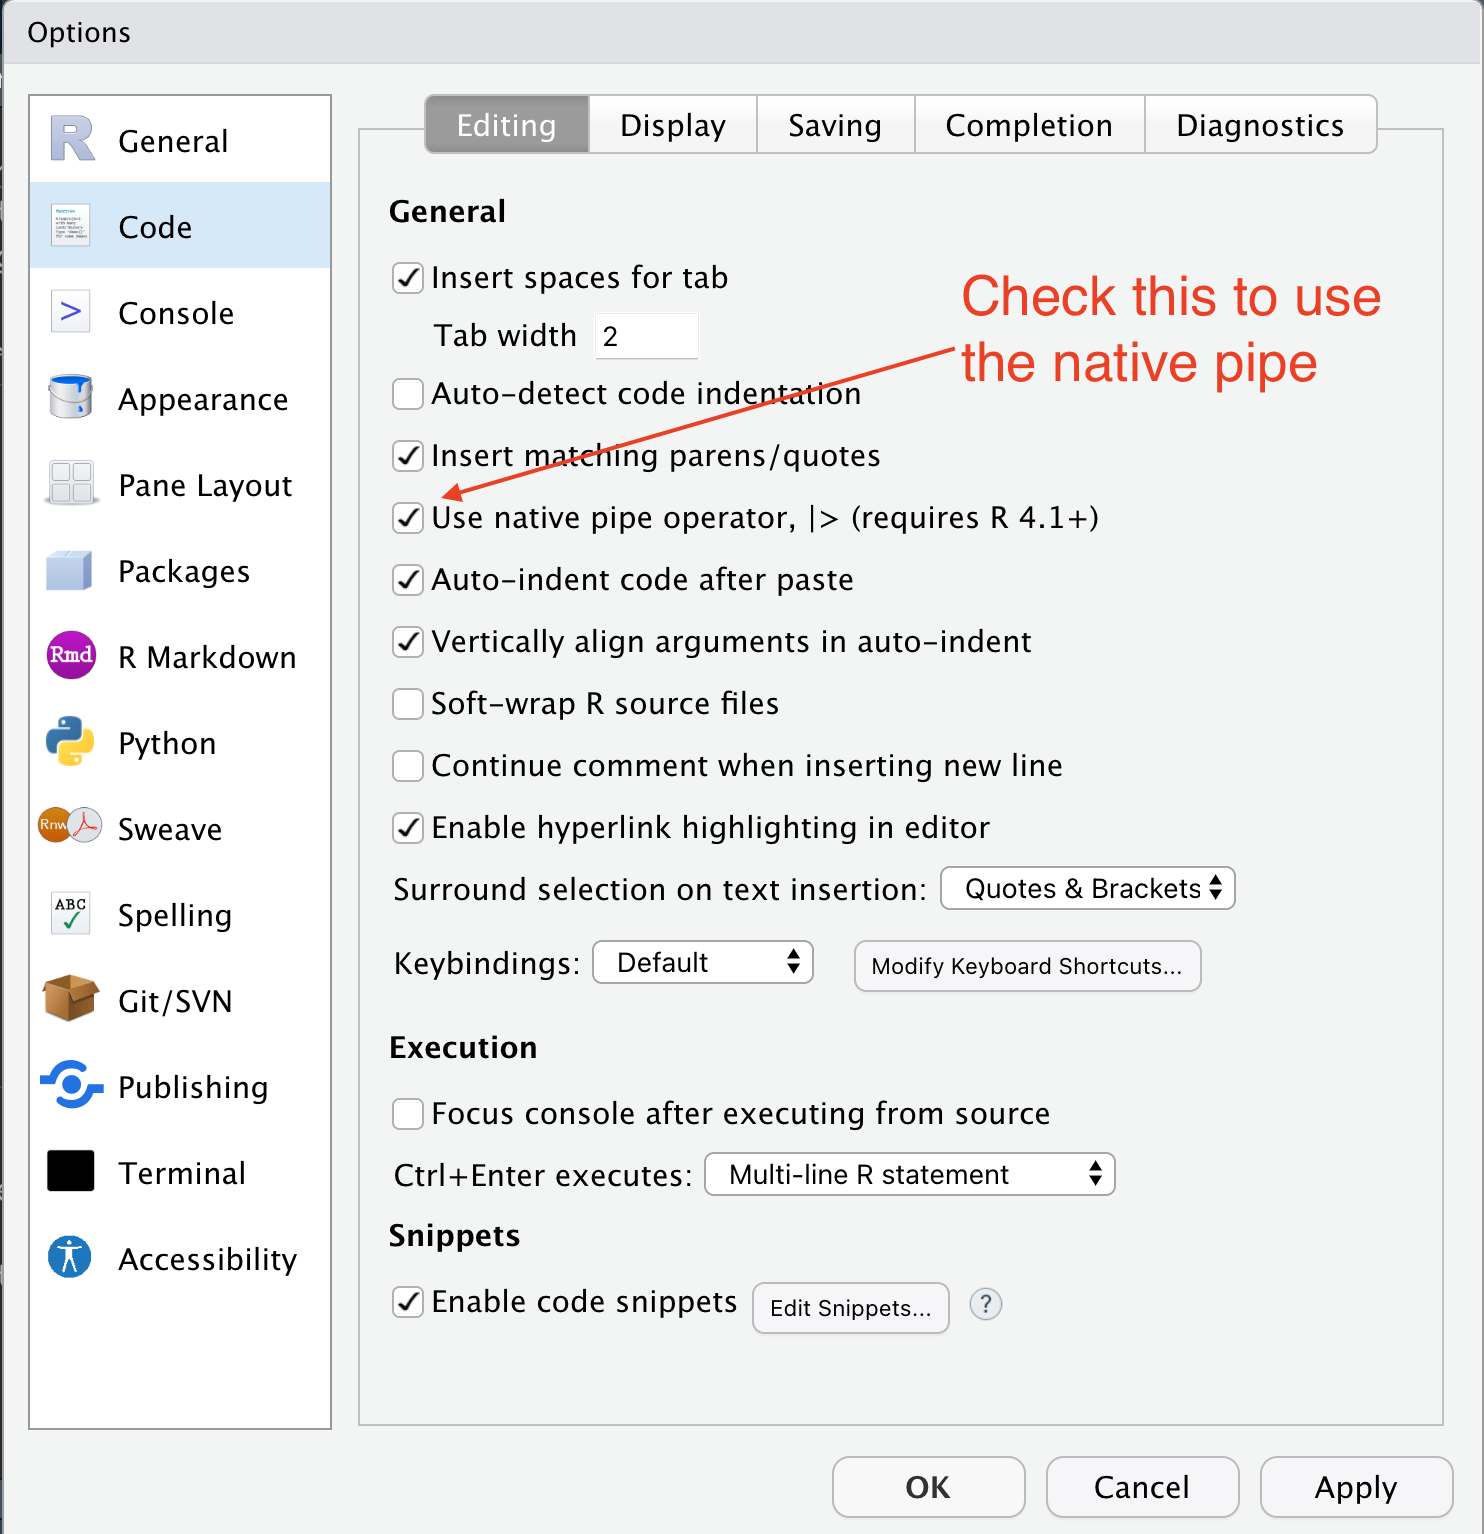 Options
General
Code
Console
Appearance
Pane Layout
Packages
Rmd
R Markdown
Python
Rnw
Sweave
ABC
Spelling
Git/SVN
Publishing
Terminal
Accessibility
Editing
Display
Saving
Completion
Diagnostics
General
Insert spaces for tab
Tab width 2
Auto-detect code indentation
Insert matching parens/quotes
Use native pipe operator, |> (requires R 4.1+)
Auto-indent code after paste
Vertically align arguments in auto-indent
Soft-wrap R source files
Continue comment when inserting new line
Enable hyperlink highlighting in editor
Surround selection on text insertion: Quotes & Brackets
Keybindings: Default
Modify Keyboard Shortcuts...
Execution
Focus console after executing from source
Ctrl+Enter executes: Multi-line R statement
Snippets
Enable code snippets
Edit Snippets...
?
Check this to use
the native pipe
OK
Cancel
Apply